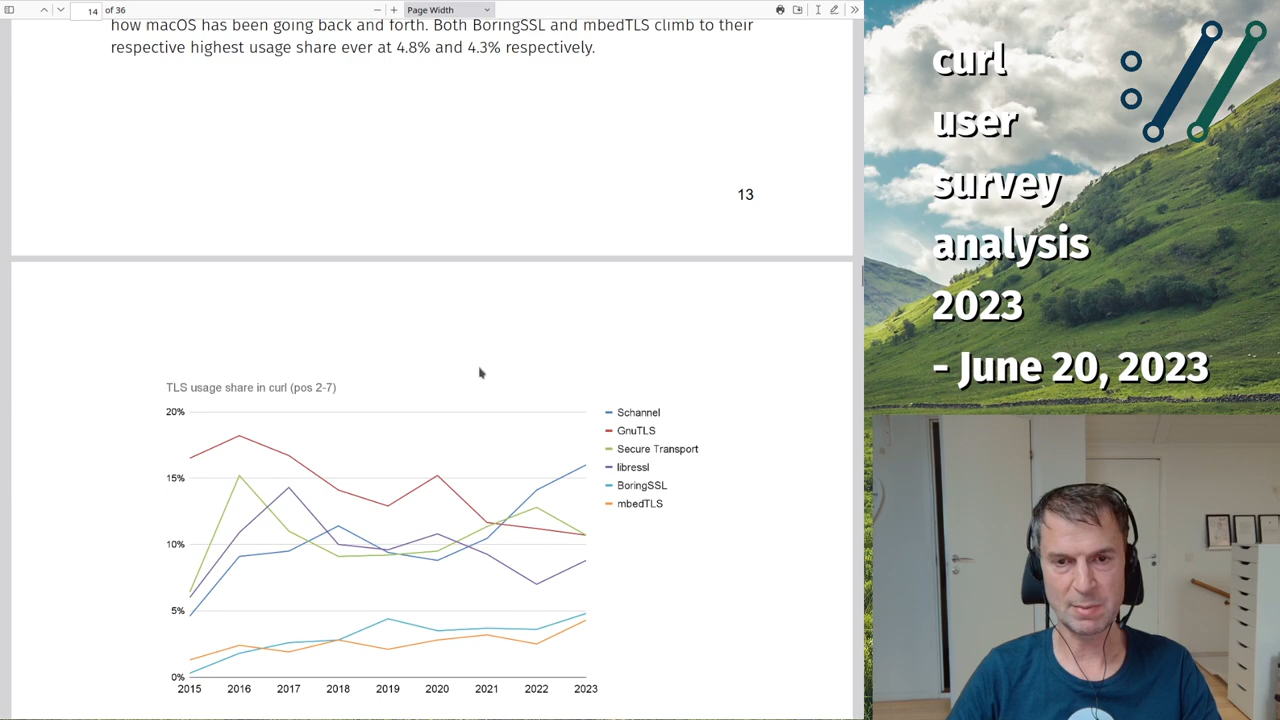 14 of 36
Page Width
how macOS has been going back and forth. Both BoringSSL and mbedTLS climb to their
respective highest usage share ever at 4.8% and 4.3% respectively.
13
TLS usage share in curl (pos 2-7)
20%
15%
10%
5%
0%
2015 2016 2017 2018 2019 2020 2021 2022 2023
Schannel
GnuTLS
Secure Transport
libressl
BoringSSL
mbedTLS
curl
user
survey
analysis
2023
- June 20, 2023